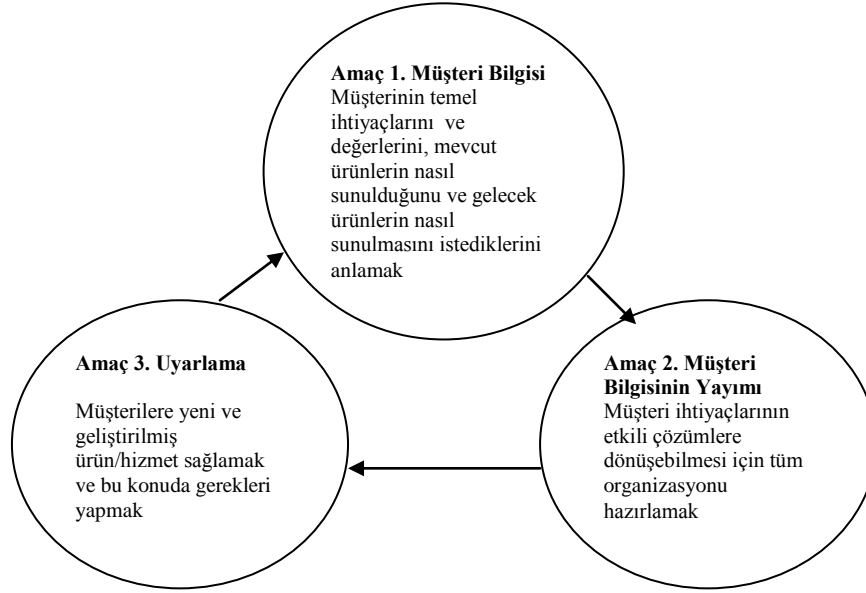 Amaç 1. Müşteri Bilgisi
Müşterinin temel
ihtiyaçlarını ve
değerlerini, mevcut
ürünlerin nasıl
sunulduğunu ve gelecek
ürünlerin nasıl
sunulmasını istediklerini
anlamak
Amaç 2. Müşteri
Bilgisinin Yayımı
Müşteri ihtiyaçlarının
etkili çözümlere
dönüşebilmesi için tüm
organizasyonu
hazırlamak
Amaç 3. Uyarlama
Müşterilere yeni ve
geliştirilmiş
ürün/hizmet sağlamak
ve bu konuda gerekleri
yapmak